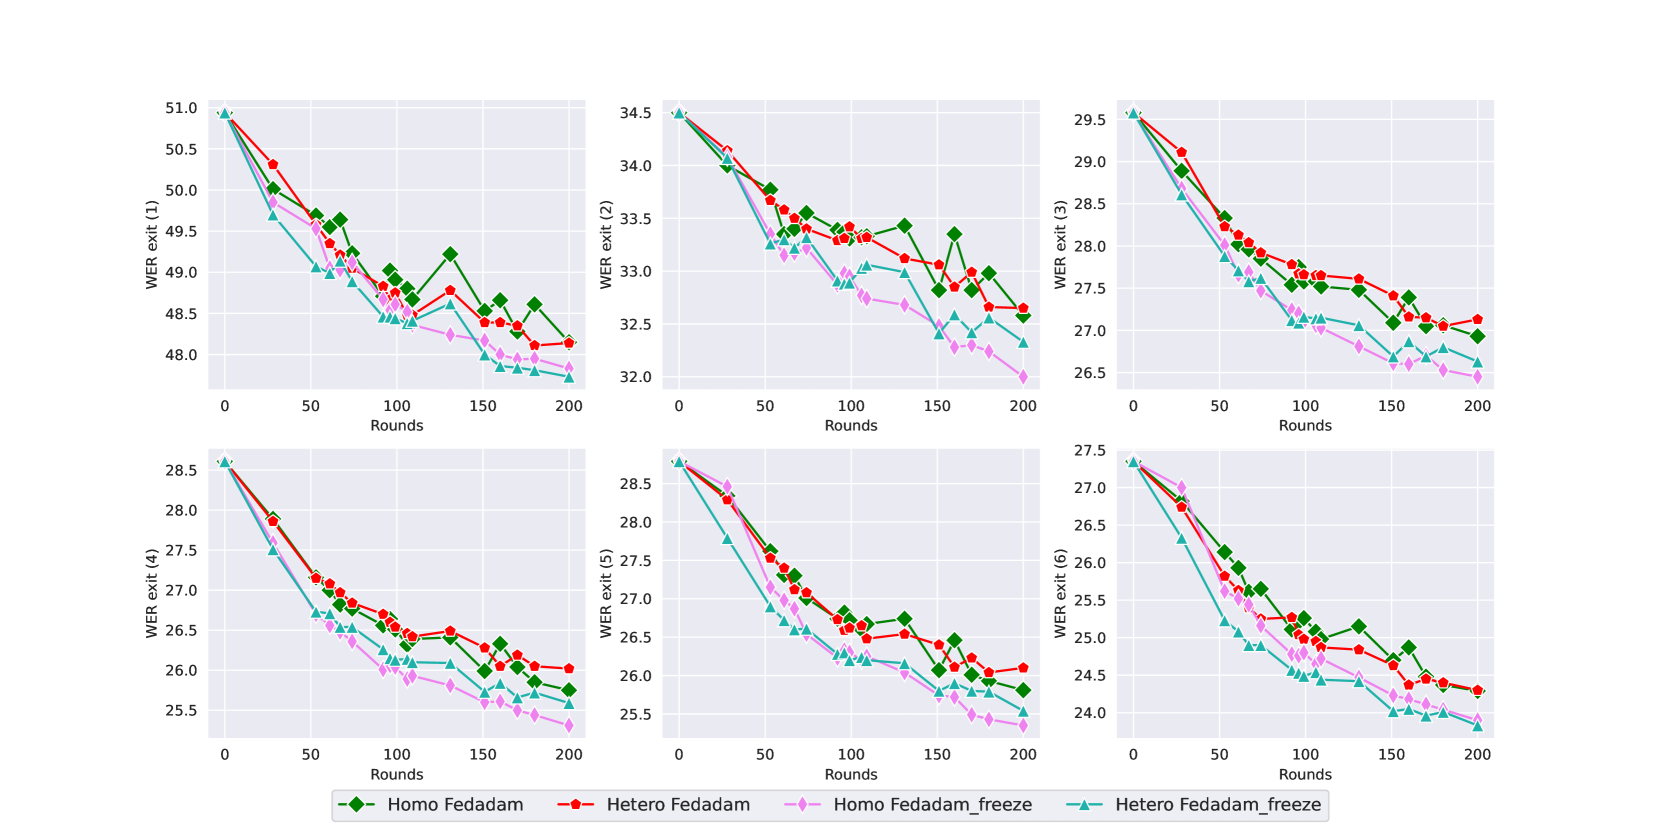 WER exit (1)
51.0
50.5
50.0
49.5
49.0
48.5
48.0
0 50 100 150 200
Rounds
WER exit (2)
34.5
34.0
33.5
33.0
32.5
32.0
0 50 100 150 200
Rounds
WER exit (3)
29.5
29.0
28.5
28.0
27.5
27.0
26.5
0 50 100 150 200
Rounds
WER exit (4)
28.5
28.0
27.5
27.0
26.5
26.0
25.5
0 50 100 150 200
Rounds
WER exit (5)
28.5
28.0
27.5
27.0
26.5
26.0
25.5
0 50 100 150 200
Rounds
WER exit (6)
27.5
27.0
26.5
26.0
25.5
25.0
24.5
24.0
0 50 100 150 200
Rounds
Homo Fedadam Hetero Fedadam Homo Fedadam_freeze Hetero Fedadam_freeze